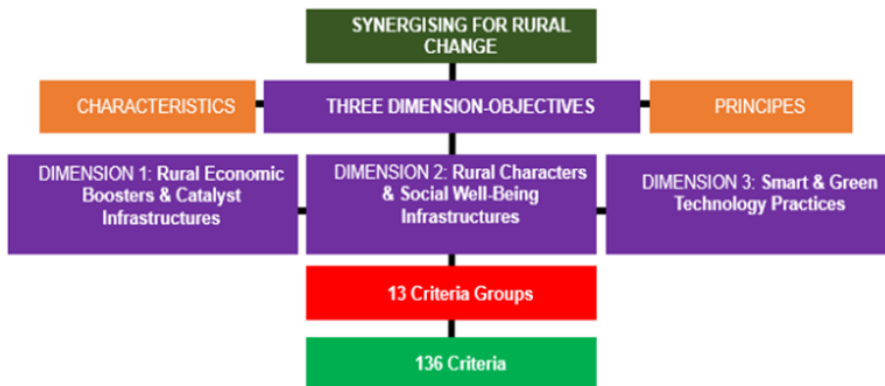 SYNERGISING FOR RURAL
CHANGE
CHARACTERISTICS
THREE DIMENSION-OBJECTIVES
PRINCIPES
DIMENSION 1: Rural Economic
Boosters & Catalyst
Infrastructures
DIMENSION 2: Rural Characters
& Social Well-Being
Infrastructures
DIMENSION 3: Smart & Green
Technology Practices
13 Criteria Groups
136 Criteria